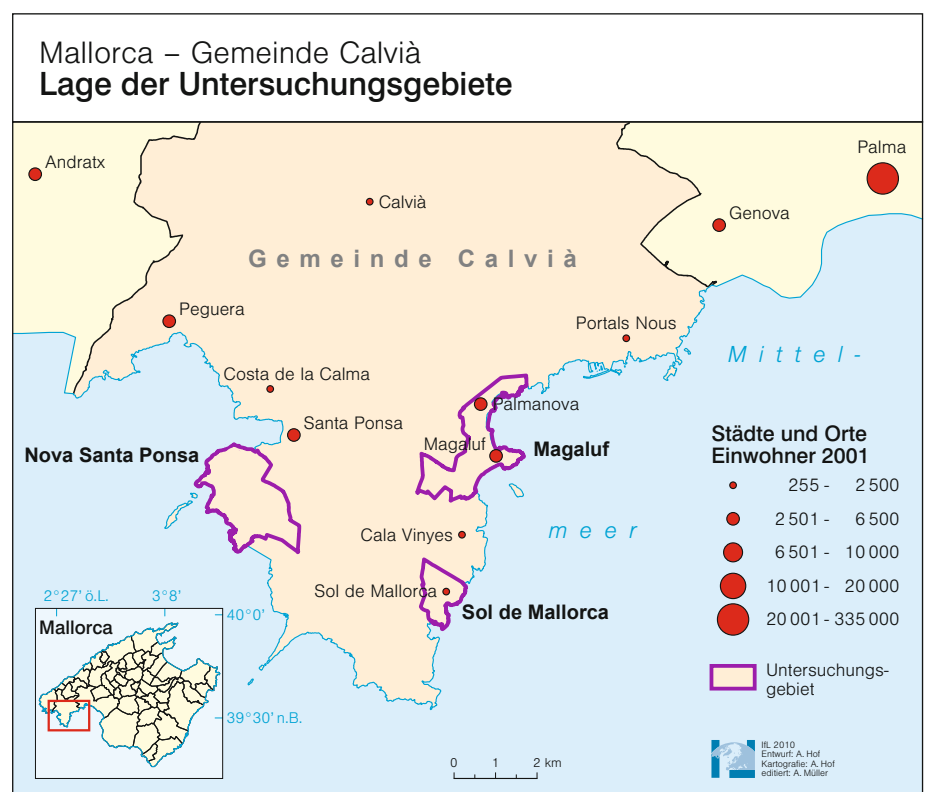 Mallorca – Gemeinde Calvià
Lage der Untersuchungsgebiete
Palma
Andratx
Calvià
Genova
Gemeinde Calvià
Peguera
Portals Nous
Mittel-
Costa de la Calma
Palmanova
Santa Ponsa
Magaluf
Nova Santa Ponsa
Magaluf
Städte und Orte
Einwohner 2001
255 - 2 500
2 501 - 6 500
6 501 - 10 000
10 001 - 20 000
20 001 - 335 000
meer
Cala Vinyes
Sol de Mallorca
Sol de Mallorca
2°27' ö.L.
3°8'
40°0'
Mallorca
39°30' n.B.
Untersuchungs-
gebiet
0 1 2 km
IfL 2010
Entwurf: A. Hof
Kartografie: A. Hof
editiert: A. Müller